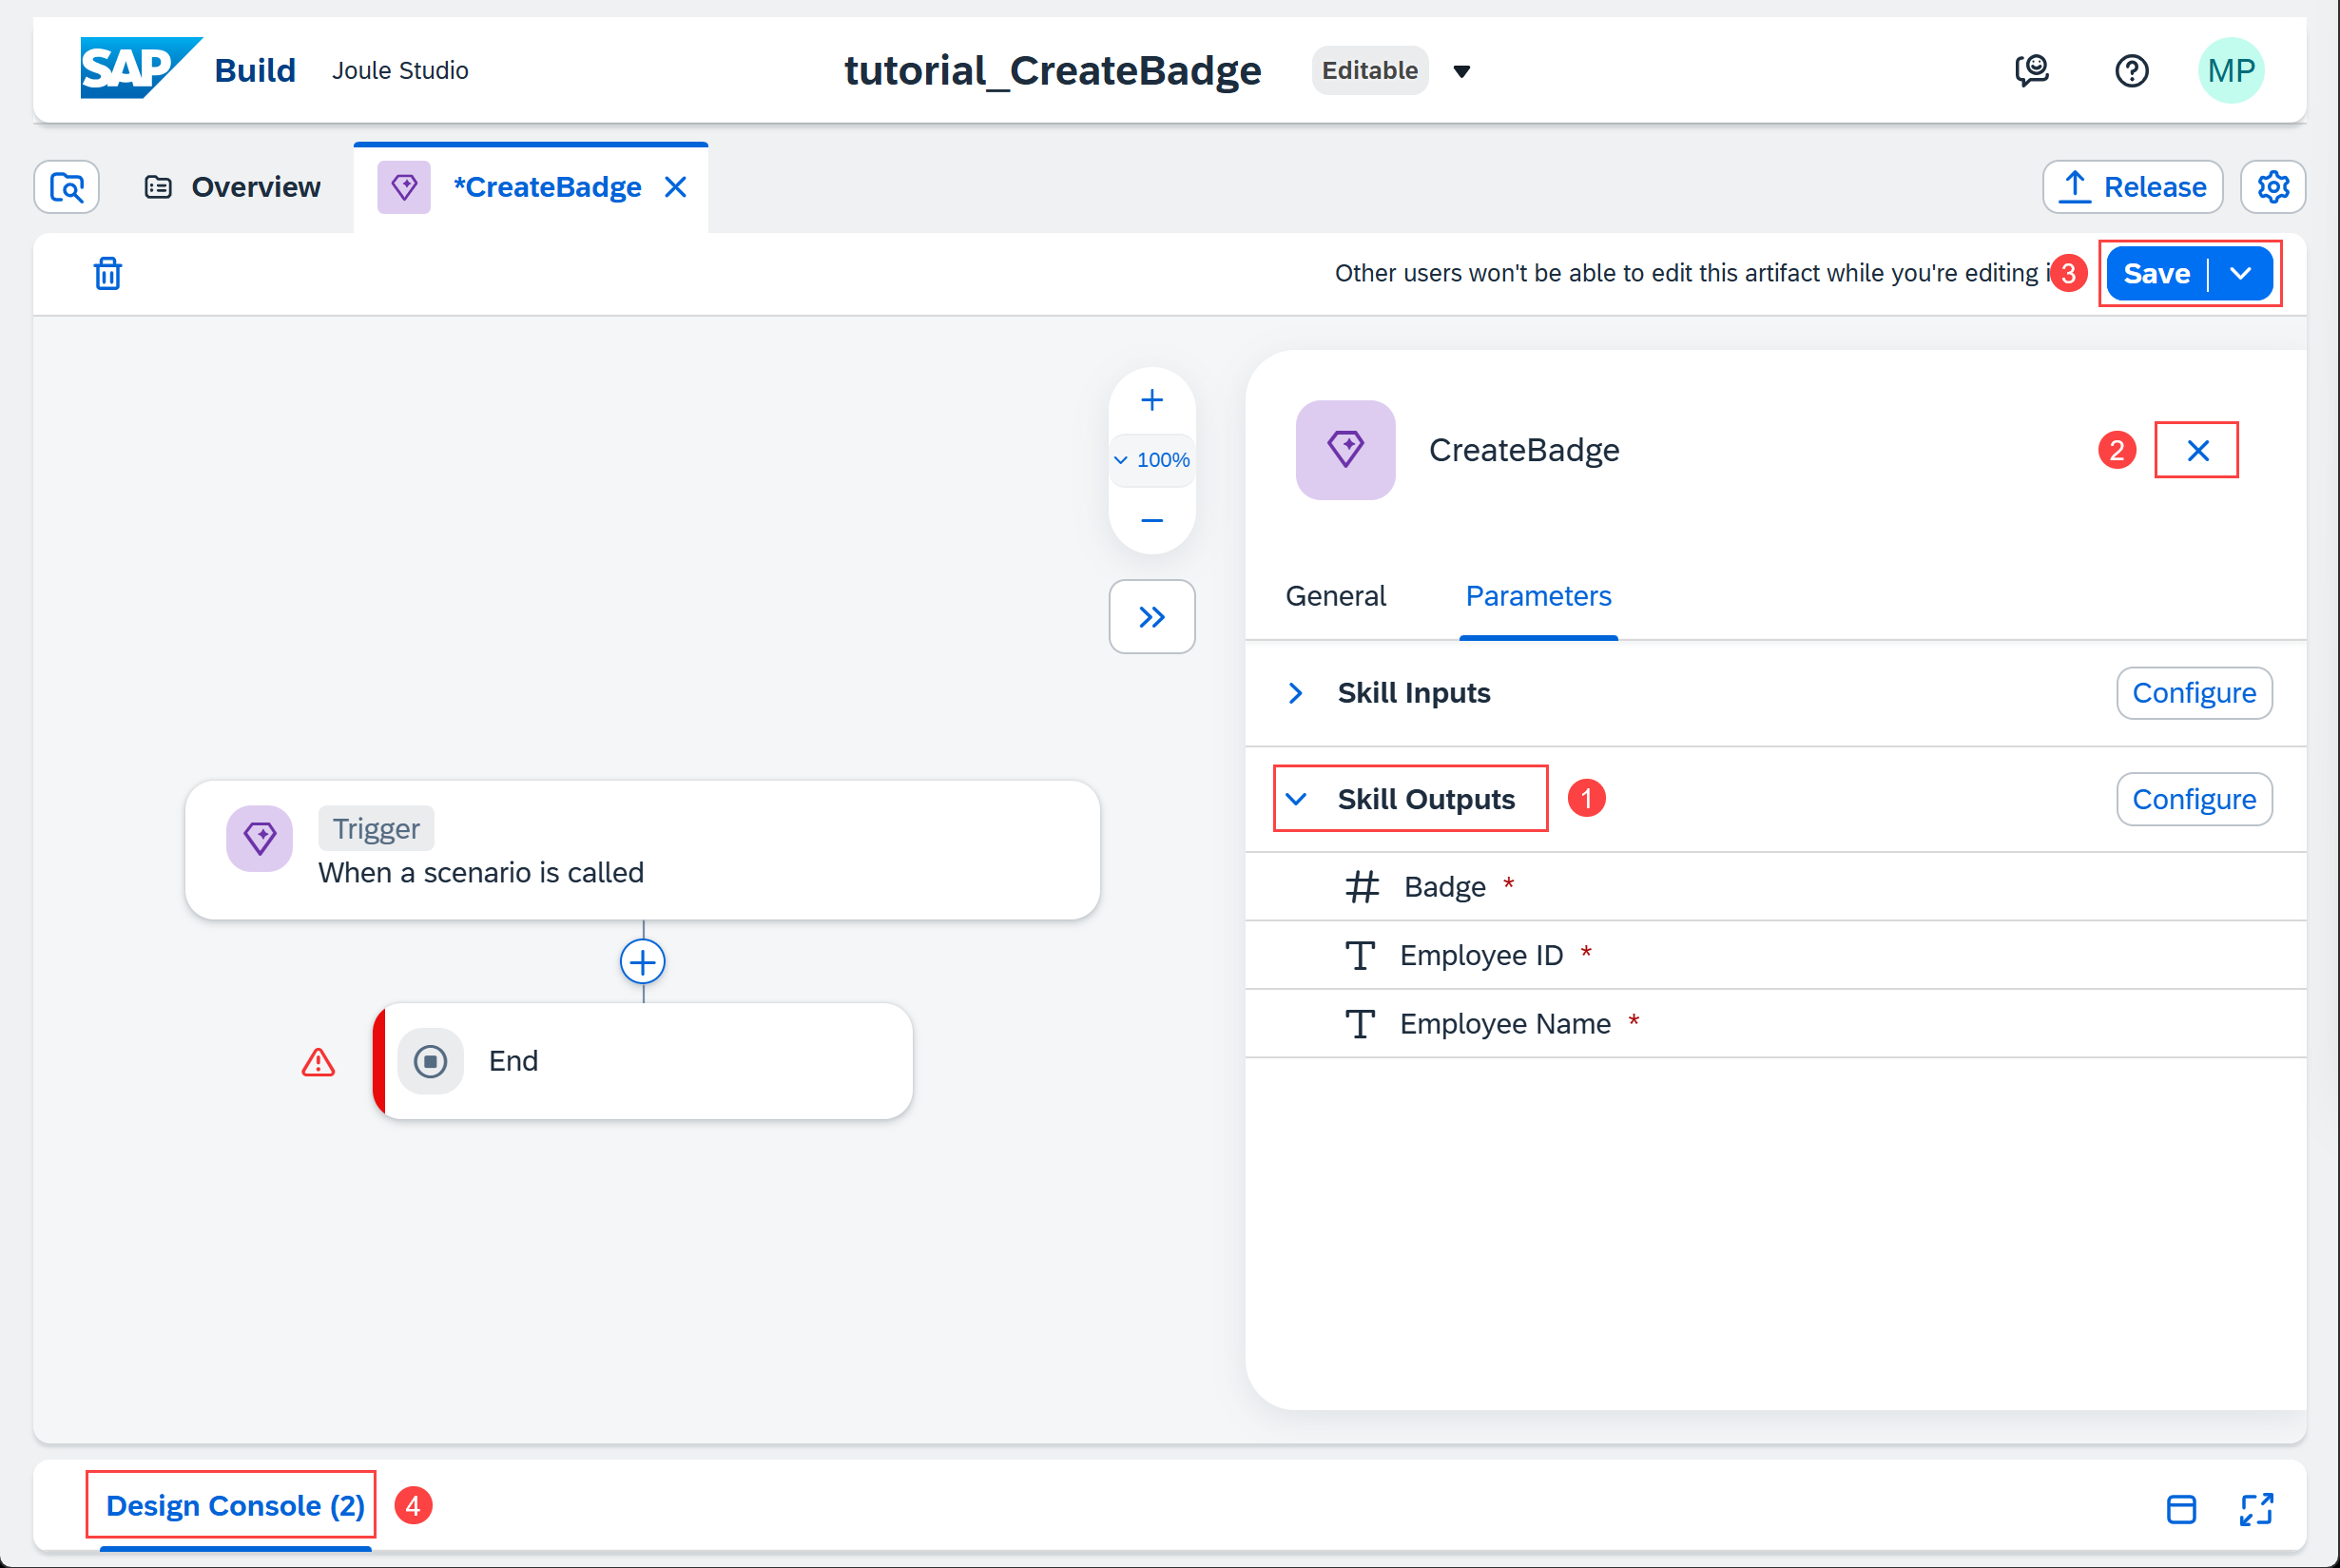 SAP Build Joule Studio tutorial_CreateBadge Editable MP
Overview *CreateBadge Release
Other users won't be able to edit this artifact while you're editing i 3 Save
+
100%
CreateBadge 2
General Parameters
Skill Inputs Configure
Skill Outputs 1 Configure
Trigger
When a scenario is called
# Badge *
T Employee ID *
T Employee Name *
End
Design Console (2) 4